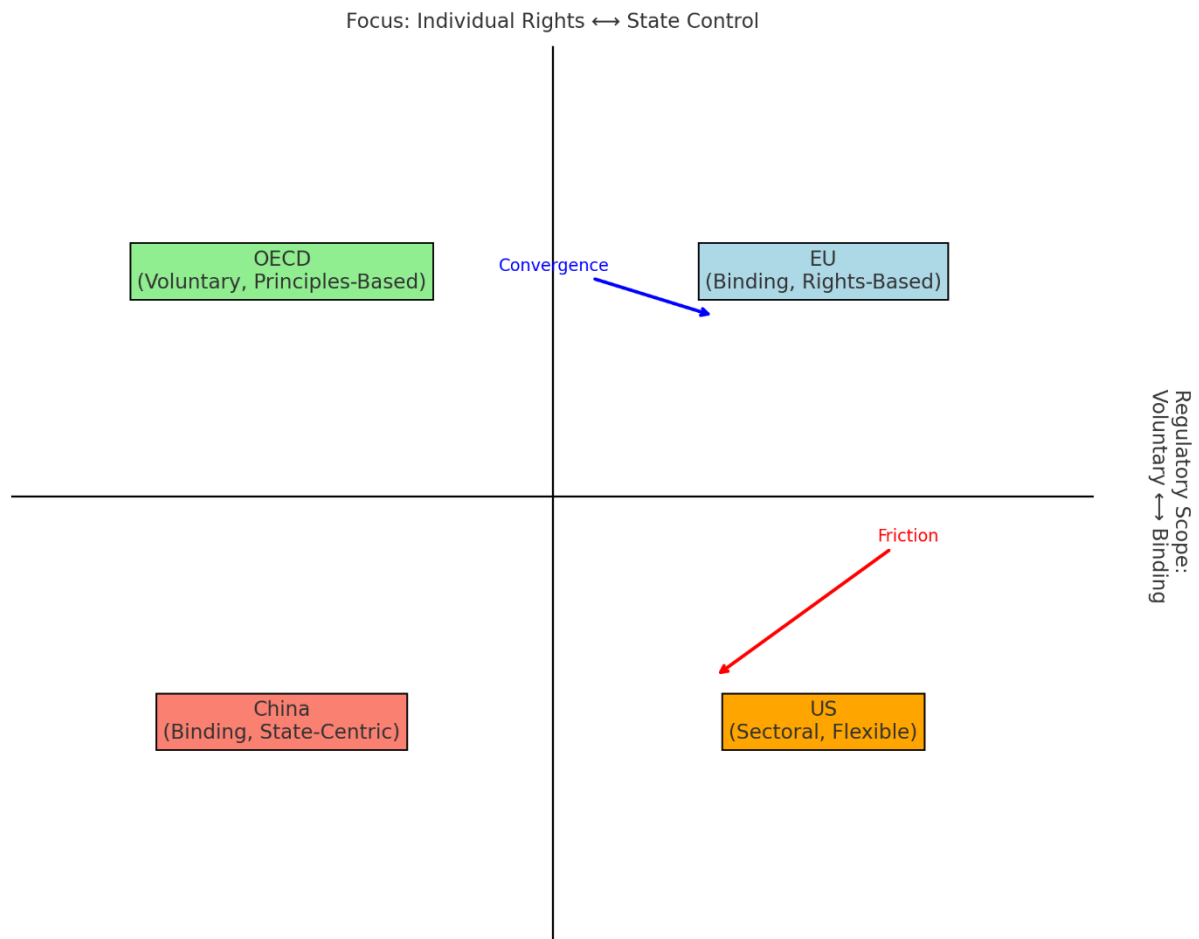 Focus: Individual Rights ⟷ State Control
OECD
(Voluntary, Principles-Based)
Convergence
EU
(Binding, Rights-Based)
Regulatory Scope:
Voluntary ⟷ Binding
Friction
China
(Binding, State-Centric)
US
(Sectoral, Flexible)